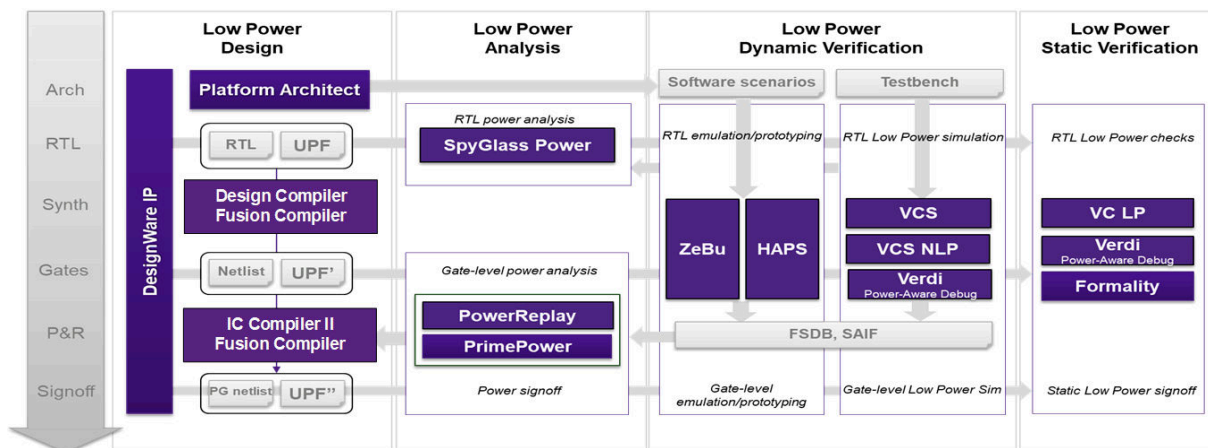 Low Power
Design
Low Power
Analysis
Low Power
Dynamic Verification
Low Power
Static Verification
Arch
RTL
Synth
Gates
P&R
Signoff
DesignWare IP
Platform Architect
RTL
UPF
Design Compiler
Fusion Compiler
Netlist
UPF'
IC Compiler II
Fusion Compiler
PG netlist
UPF''
RTL power analysis
SpyGlass Power
Gate-level power analysis
PowerReplay
PrimePower
Power signoff
Software scenarios
Testbench
RTL emulation/prototyping
RTL Low Power simulation
ZeBu
HAPS
VCS
VCS NLP
Verdi
Power-Aware Debug
FSDB, SAIF
Gate-level
emulation/prototyping
Gate-level Low Power Sim
RTL Low Power checks
VC LP
Verdi
Power-Aware Debug
Formality
Static Low Power signoff